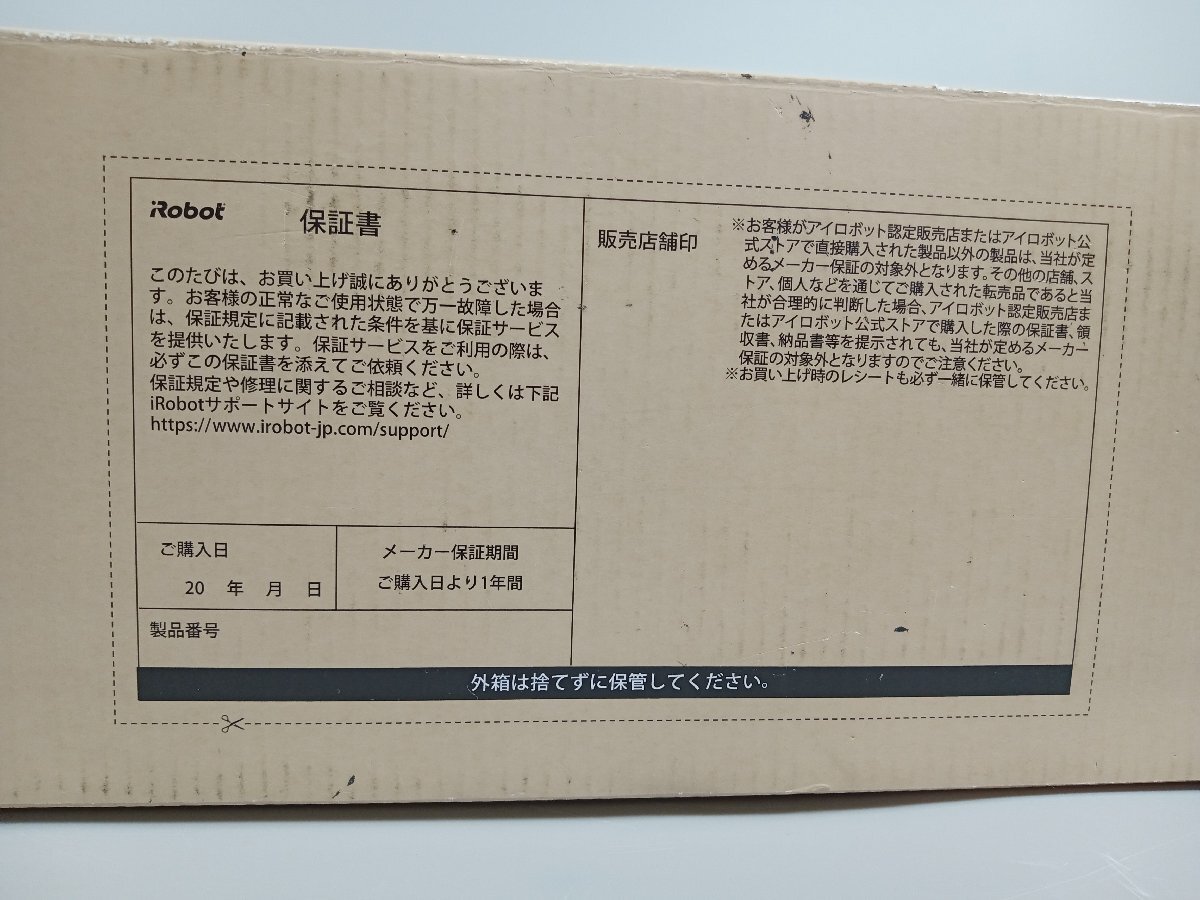 iRobot
保証書
このたびは、お買い上げ誠にありがとうございま
す。お客様の正常なご使用状態で万一故障した場合
は、保証規定に記載された条件を基に保証サービス
を提供いたします。保証サービスをご利用の際は、
必ずこの保証書を添えてご依頼ください。
保証規定や修理に関するご相談など、詳しくは下記
iRobotサポートサイトをご覧ください。
https://www.irobot-jp.com/support/
ご購入日
20 年 月 日
メーカー保証期間
ご購入日より1年間
製品番号
販売店舗印
※お客様がアイロボット認定販売店またはアイロボット公
式ストアで直接購入された製品以外の製品は、当社が定
めるメーカー保証の対象外となります。その他の店舗、ス
トア、個人などを通じてご購入された転売品であると当
社が合理的に判断した場合、アイロボット認定販売店ま
たはアイロボット公式ストアで購入した際の保証書、領
収書、納品書等を提示されても、当社が定めるメーカー
保証の対象外となりますのでご注意ください。
※お買い上げ時のレシートも必ず一緒に保管してください。
外箱は捨てずに保管してください。